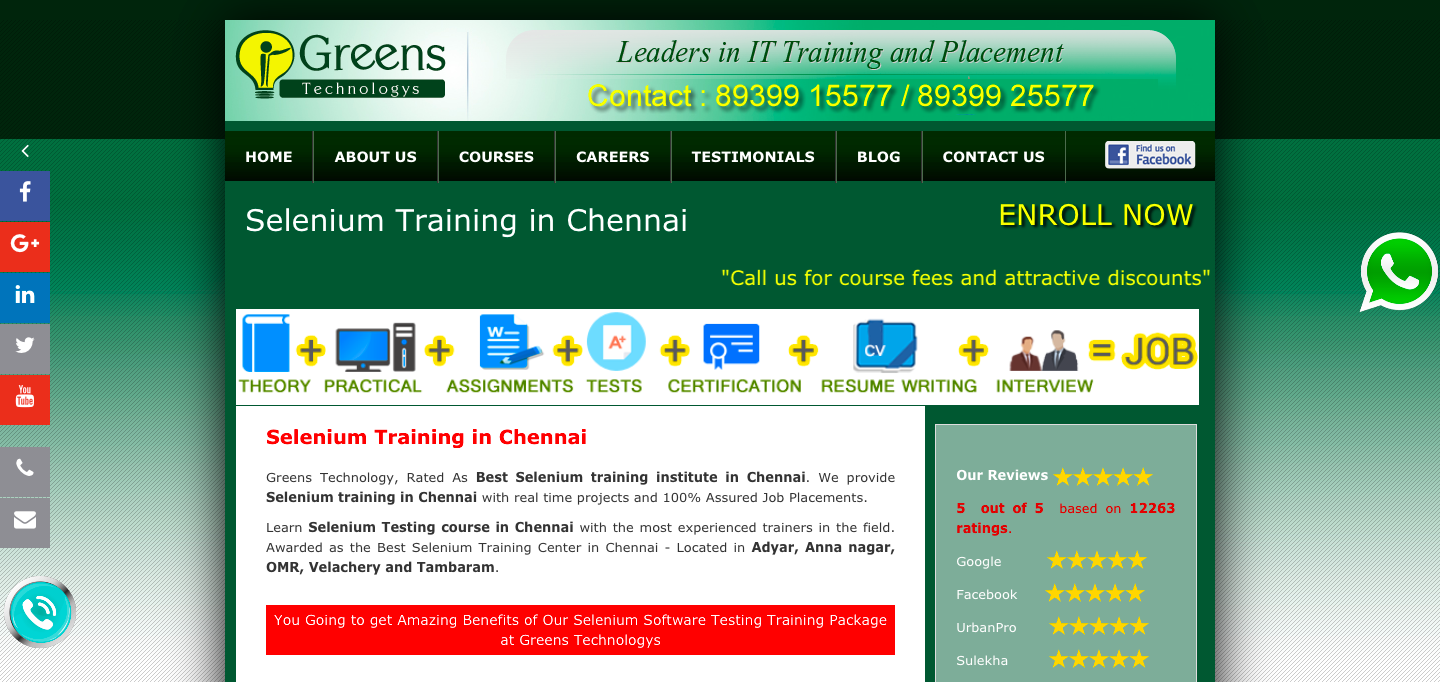 Greens
Technologys
Leaders in IT Training and Placement
Contact : 89399 15577 / 89399 25577
HOME
ABOUT US
COURSES
CAREERS
TESTIMONIALS
BLOG
CONTACT US
Find us on
Facebook
Selenium Training in Chennai
ENROLL NOW
"Call us for course fees and attractive discounts"
W
A+
CV
JOB
THEORY
PRACTICAL
ASSIGNMENTS
TESTS
CERTIFICATION
RESUME WRITING
INTERVIEW
G+
in
You
Tube
Selenium Training in Chennai
Greens Technology, Rated As Best Selenium training institute in Chennai. We provide
Selenium training in Chennai with real time projects and 100% Assured Job Placements.
Learn Selenium Testing course in Chennai with the most experienced trainers in the field.
Awarded as the Best Selenium Training Center in Chennai - Located in Adyar, Anna nagar,
OMR, Velachery and Tambaram.
You Going to get Amazing Benefits of Our Selenium Software Testing Training Package
at Greens Technologys
Our Reviews
5 out of 5 based on 12263
ratings.
Google
Facebook
UrbanPro
Sulekha